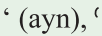 ‘ (ayn), ʿ